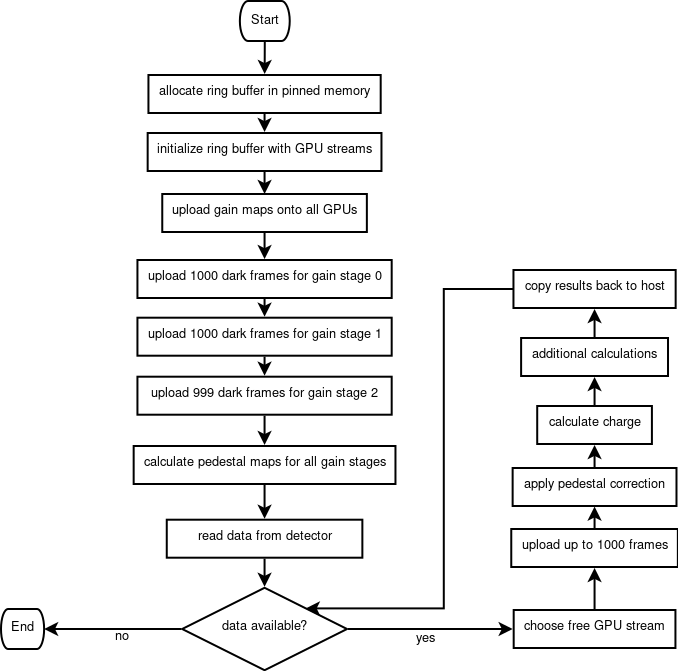 Start
allocate ring buffer in pinned memory
initialize ring buffer with GPU streams
upload gain maps onto all GPUs
upload 1000 dark frames for gain stage 0
upload 1000 dark frames for gain stage 1
upload 999 dark frames for gain stage 2
calculate pedestal maps for all gain stages
read data from detector
data available?
no
End
yes
choose free GPU stream
upload up to 1000 frames
apply pedestal correction
calculate charge
additional calculations
copy results back to host